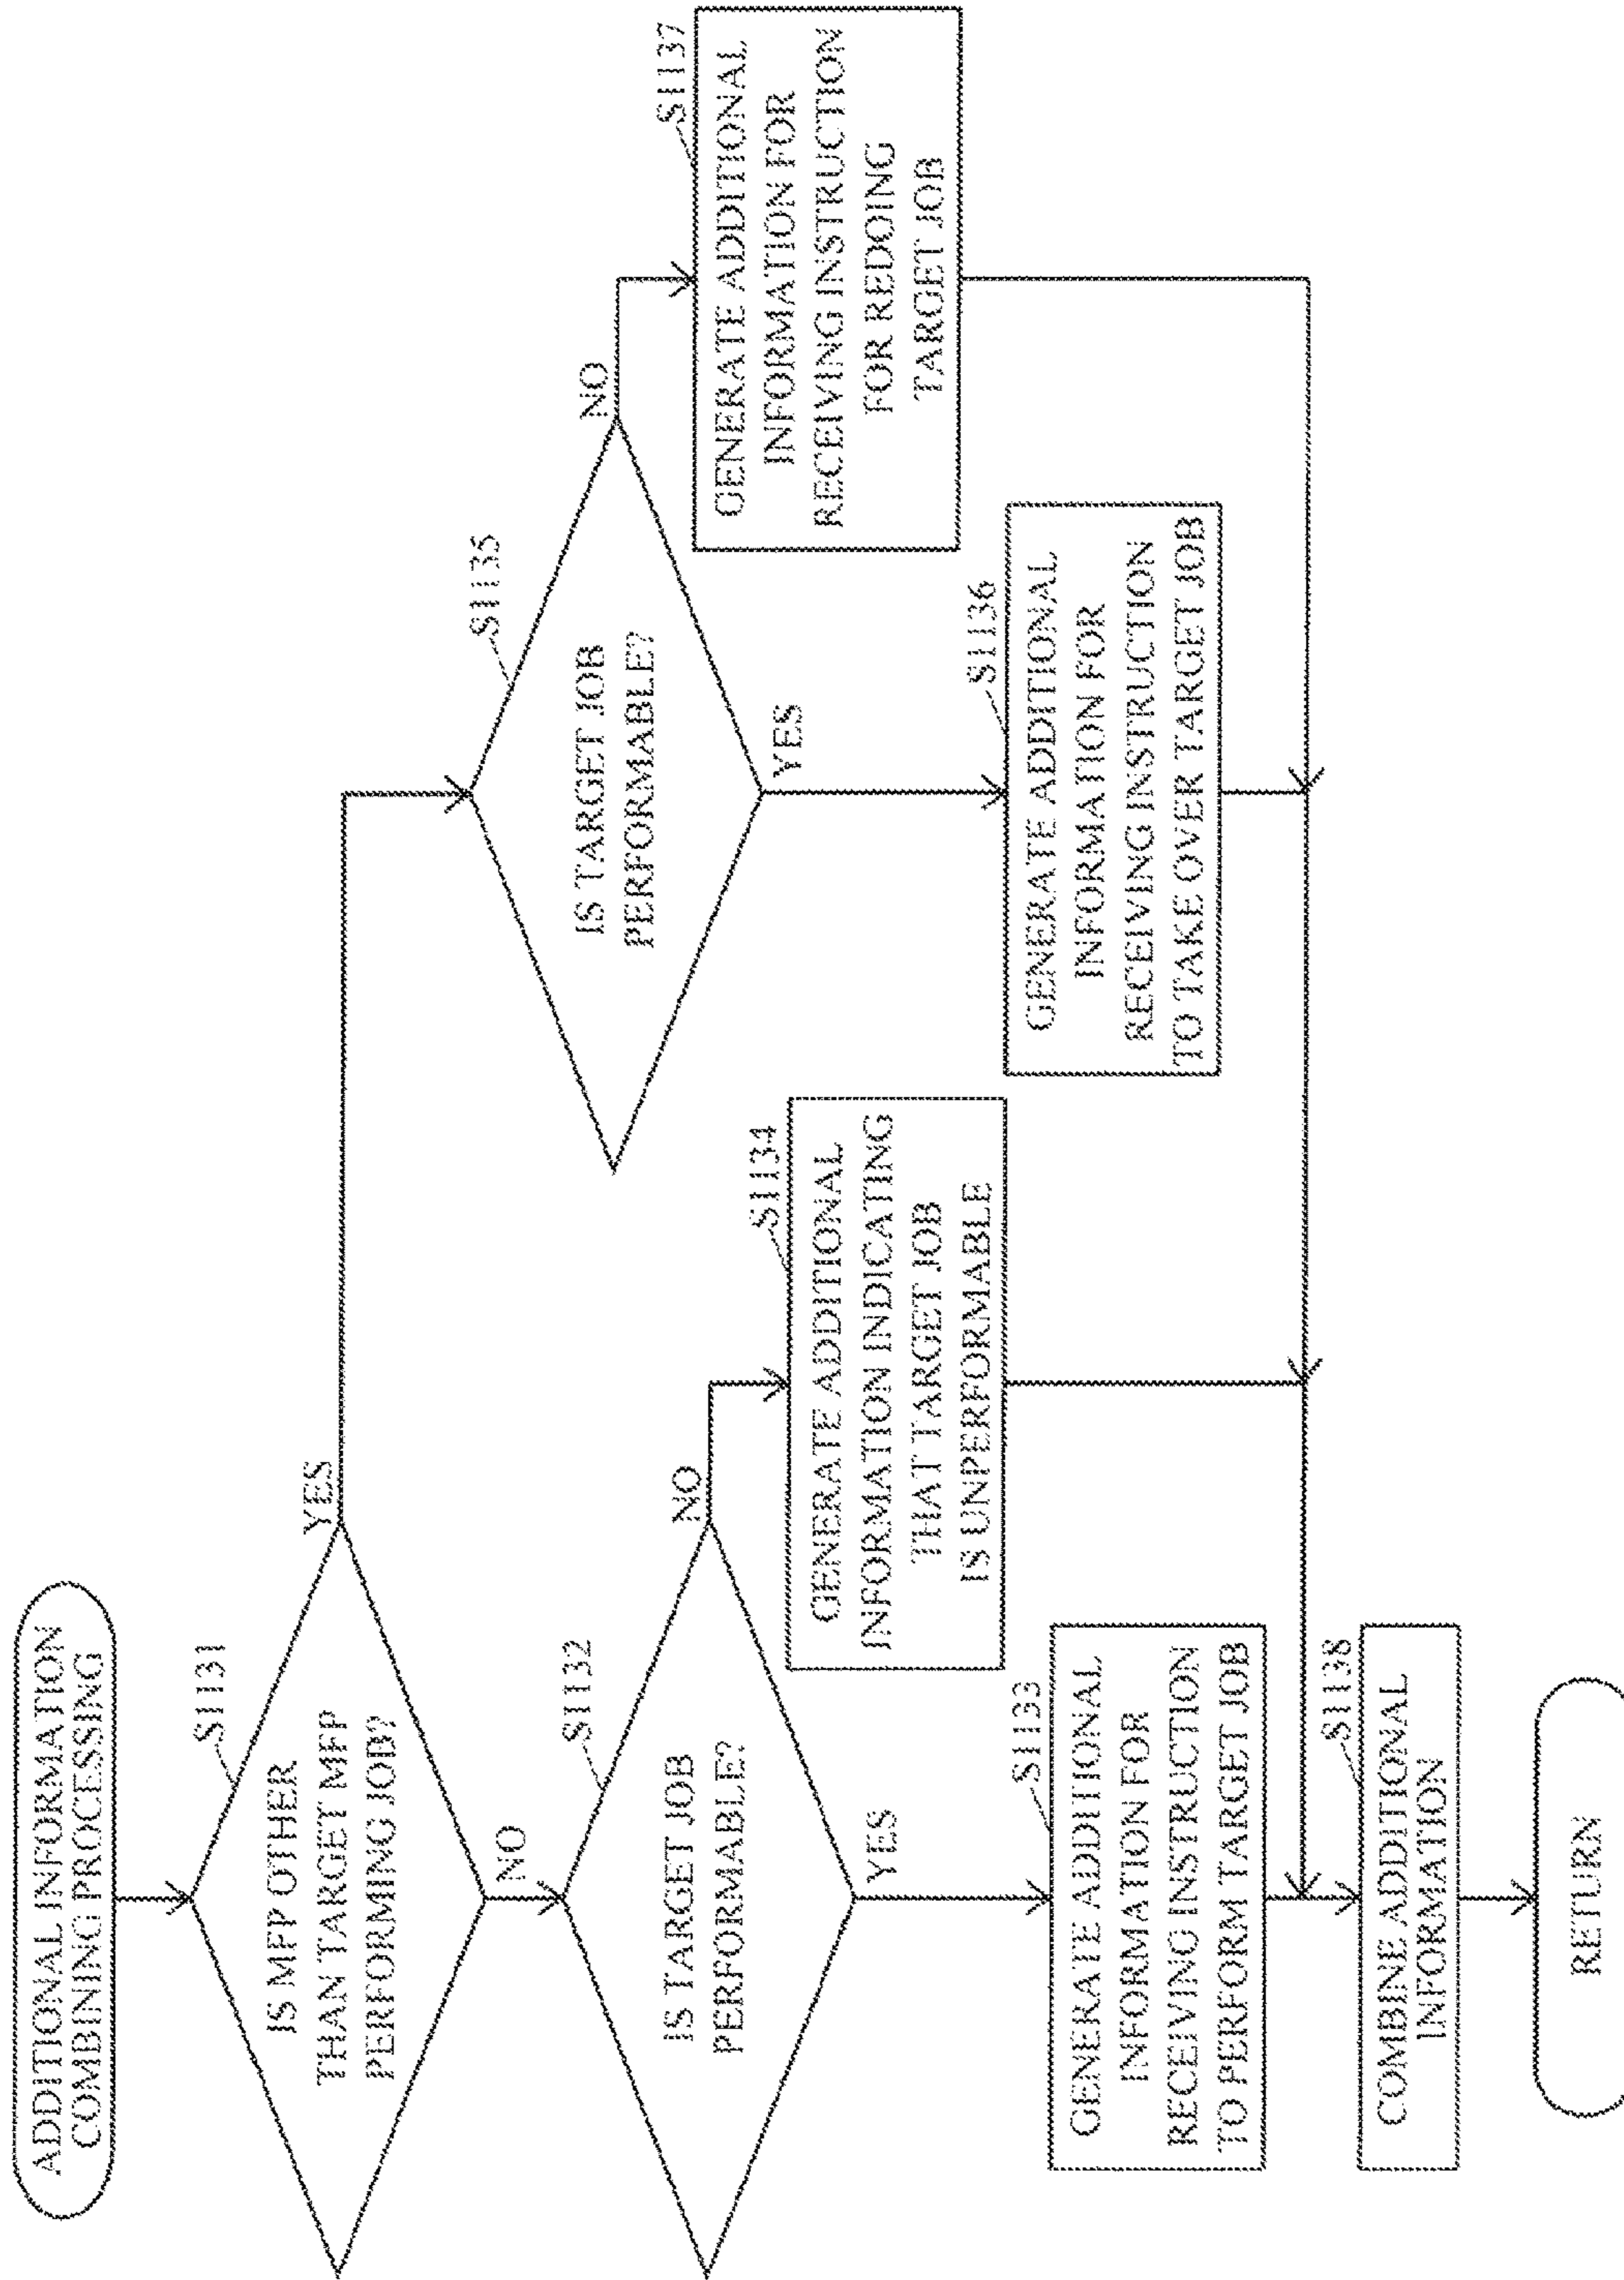 ADDITIONAL INFORMATION
COMBINING PROCESSING
S1131
IS MFP OTHER
THAN TARGET MFP
PERFORMING JOB?
YES
NO
S1132
IS TARGET JOB
PERFORMABLE?
NO
YES
S1133
GENERATE ADDITIONAL
INFORMATION FOR
RECEIVING INSTRUCTION
TO PERFORM TARGET JOB
S1134
GENERATE ADDITIONAL
INFORMATION INDICATING
THAT TARGET JOB
IS UNPERFORMABLE
S1135
IS TARGET JOB
PERFORMABLE?
NO
YES
S1136
GENERATE ADDITIONAL
INFORMATION FOR
RECEIVING INSTRUCTION
TO TAKE OVER TARGET JOB
S1137
GENERATE ADDITIONAL
INFORMATION FOR
RECEIVING INSTRUCTION
FOR REDOING
TARGET JOB
S1138
COMBINE ADDITIONAL
INFORMATION
RETURN